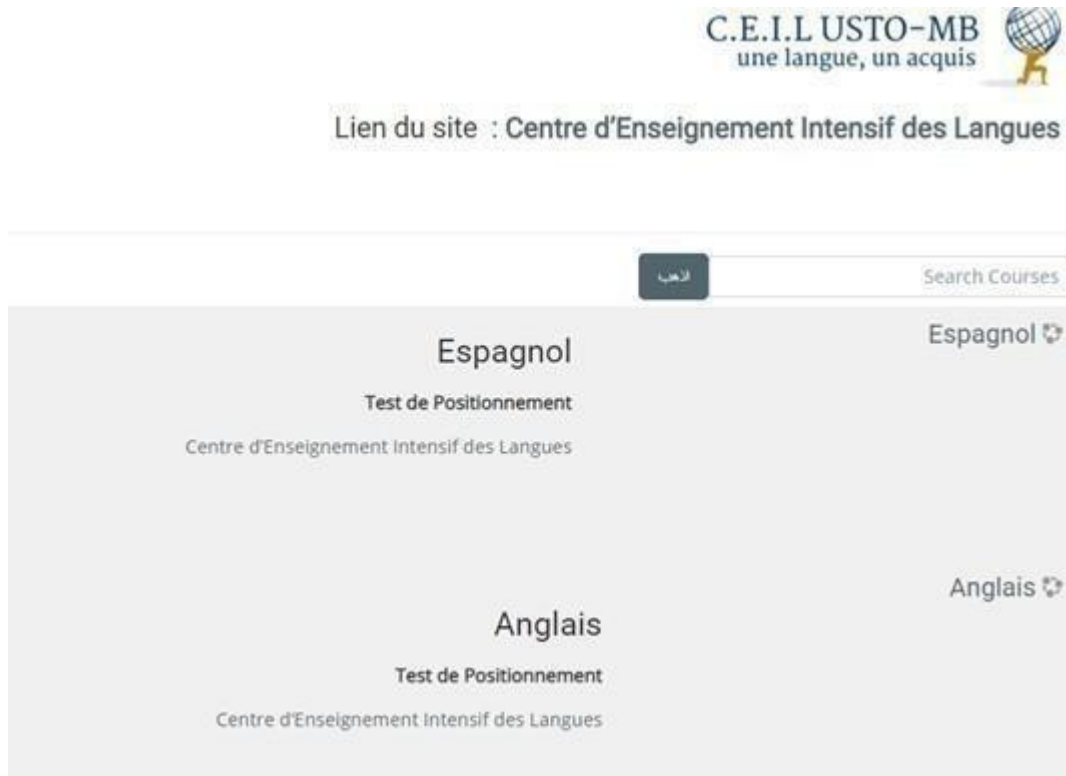 C.E.I.L USTO-MB
une langue, un acquis
Lien du site : Centre d'Enseignement Intensif des Langues
Search Courses
اذهب
Espagnol
Espagnol
Test de Positionnement
Centre d'Enseignement Intensif des Langues
Anglais
Anglais
Test de Positionnement
Centre d'Enseignement Intensif des Langues